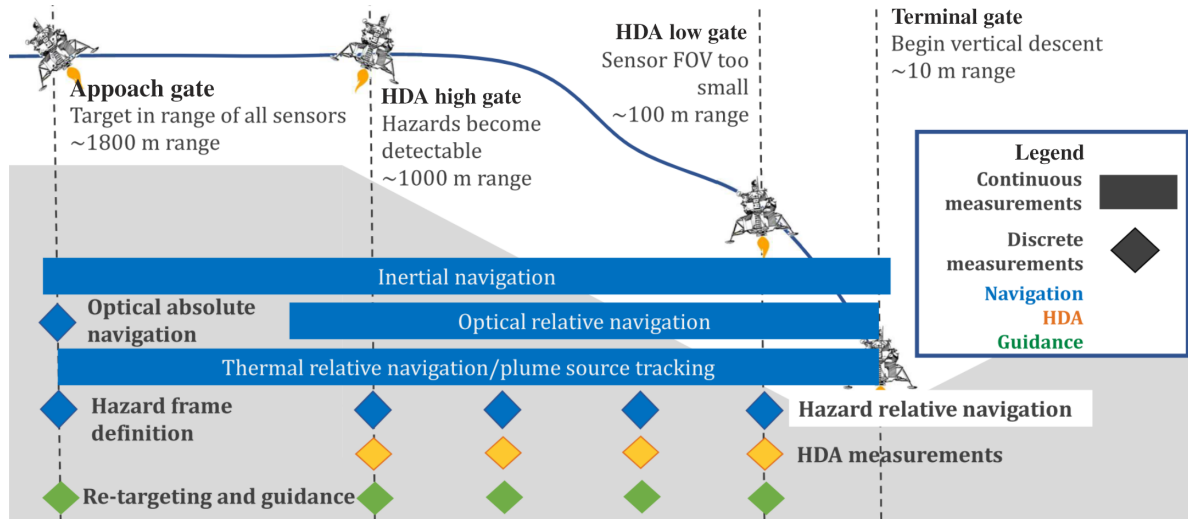 Appoach gate
Target in range of all sensors
~1800 m range
HDA high gate
Hazards become
detectable
~1000 m range
HDA low gate
Sensor FOV too
small
~100 m range
Terminal gate
Begin vertical descent
~10 m range
Legend
Continuous
measurements
Discrete
measurements
Navigation
HDA
Guidance
Inertial navigation
Optical absolute
navigation
Optical relative navigation
Thermal relative navigation/plume source tracking
Hazard frame
definition
Hazard relative navigation
HDA measurements
Re-targeting and guidance